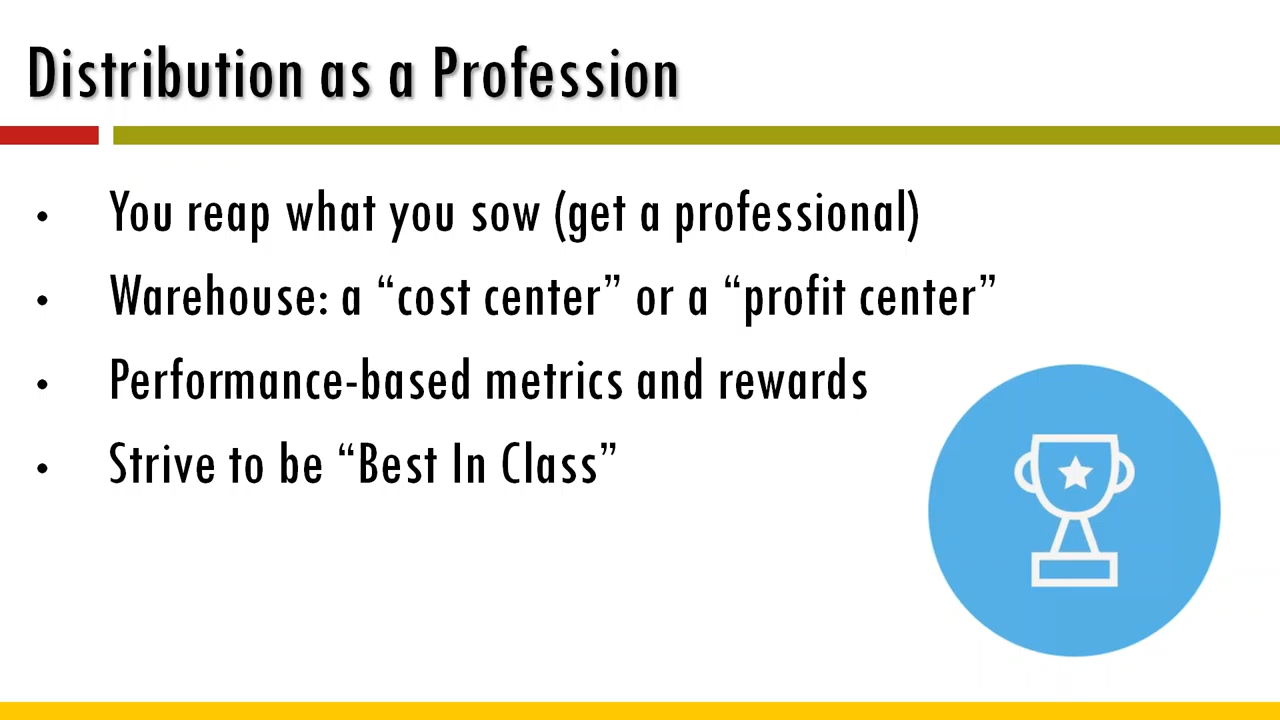 Distribution as a Profession
• You reap what you sow (get a professional)
• Warehouse: a “cost center” or a “profit center”
• Performance-based metrics and rewards
• Strive to be “Best In Class”